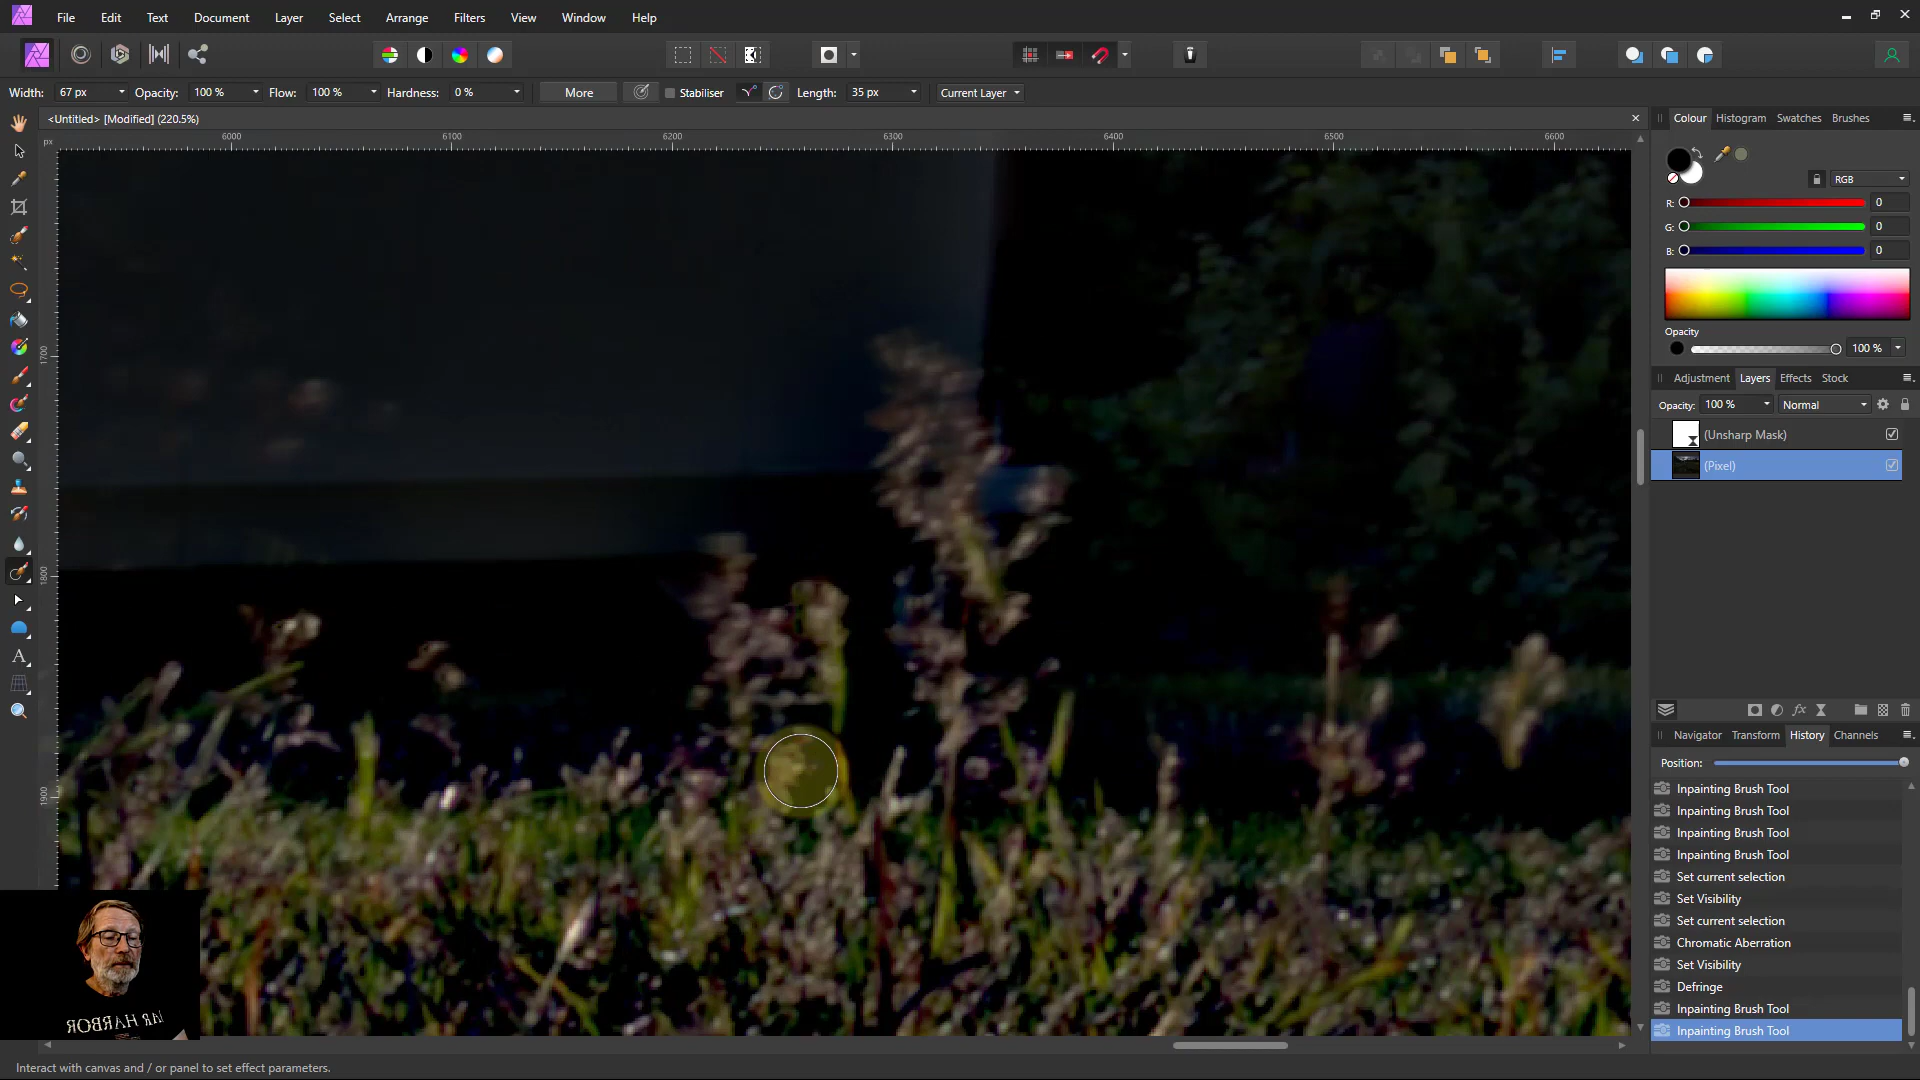 File Edit Text Document Layer Select Arrange Filters View Window Help
Width: 67 px Opacity: 100 % Flow: 100 % Hardness: 0 % More Stabiliser Length: 35 px Current Layer
<Untitled> [Modified] (220.5%)
px 6000 6100 6200 6300 6400 6500 6600
1700
1800
1900
Colour Histogram Swatches Brushes
RGB
R: 0
G: 0
B: 0
Opacity
100 %
Adjustment Layers Effects Stock
Opacity: 100 % Normal
(Unsharp Mask)
(Pixel)
Navigator Transform History Channels
Position:
Inpainting Brush Tool
Inpainting Brush Tool
Inpainting Brush Tool
Inpainting Brush Tool
Set current selection
Set Visibility
Set current selection
Chromatic Aberration
Set Visibility
Defringe
Inpainting Brush Tool
Inpainting Brush Tool
HARBOR
Interact with canvas and / or panel to set effect parameters.